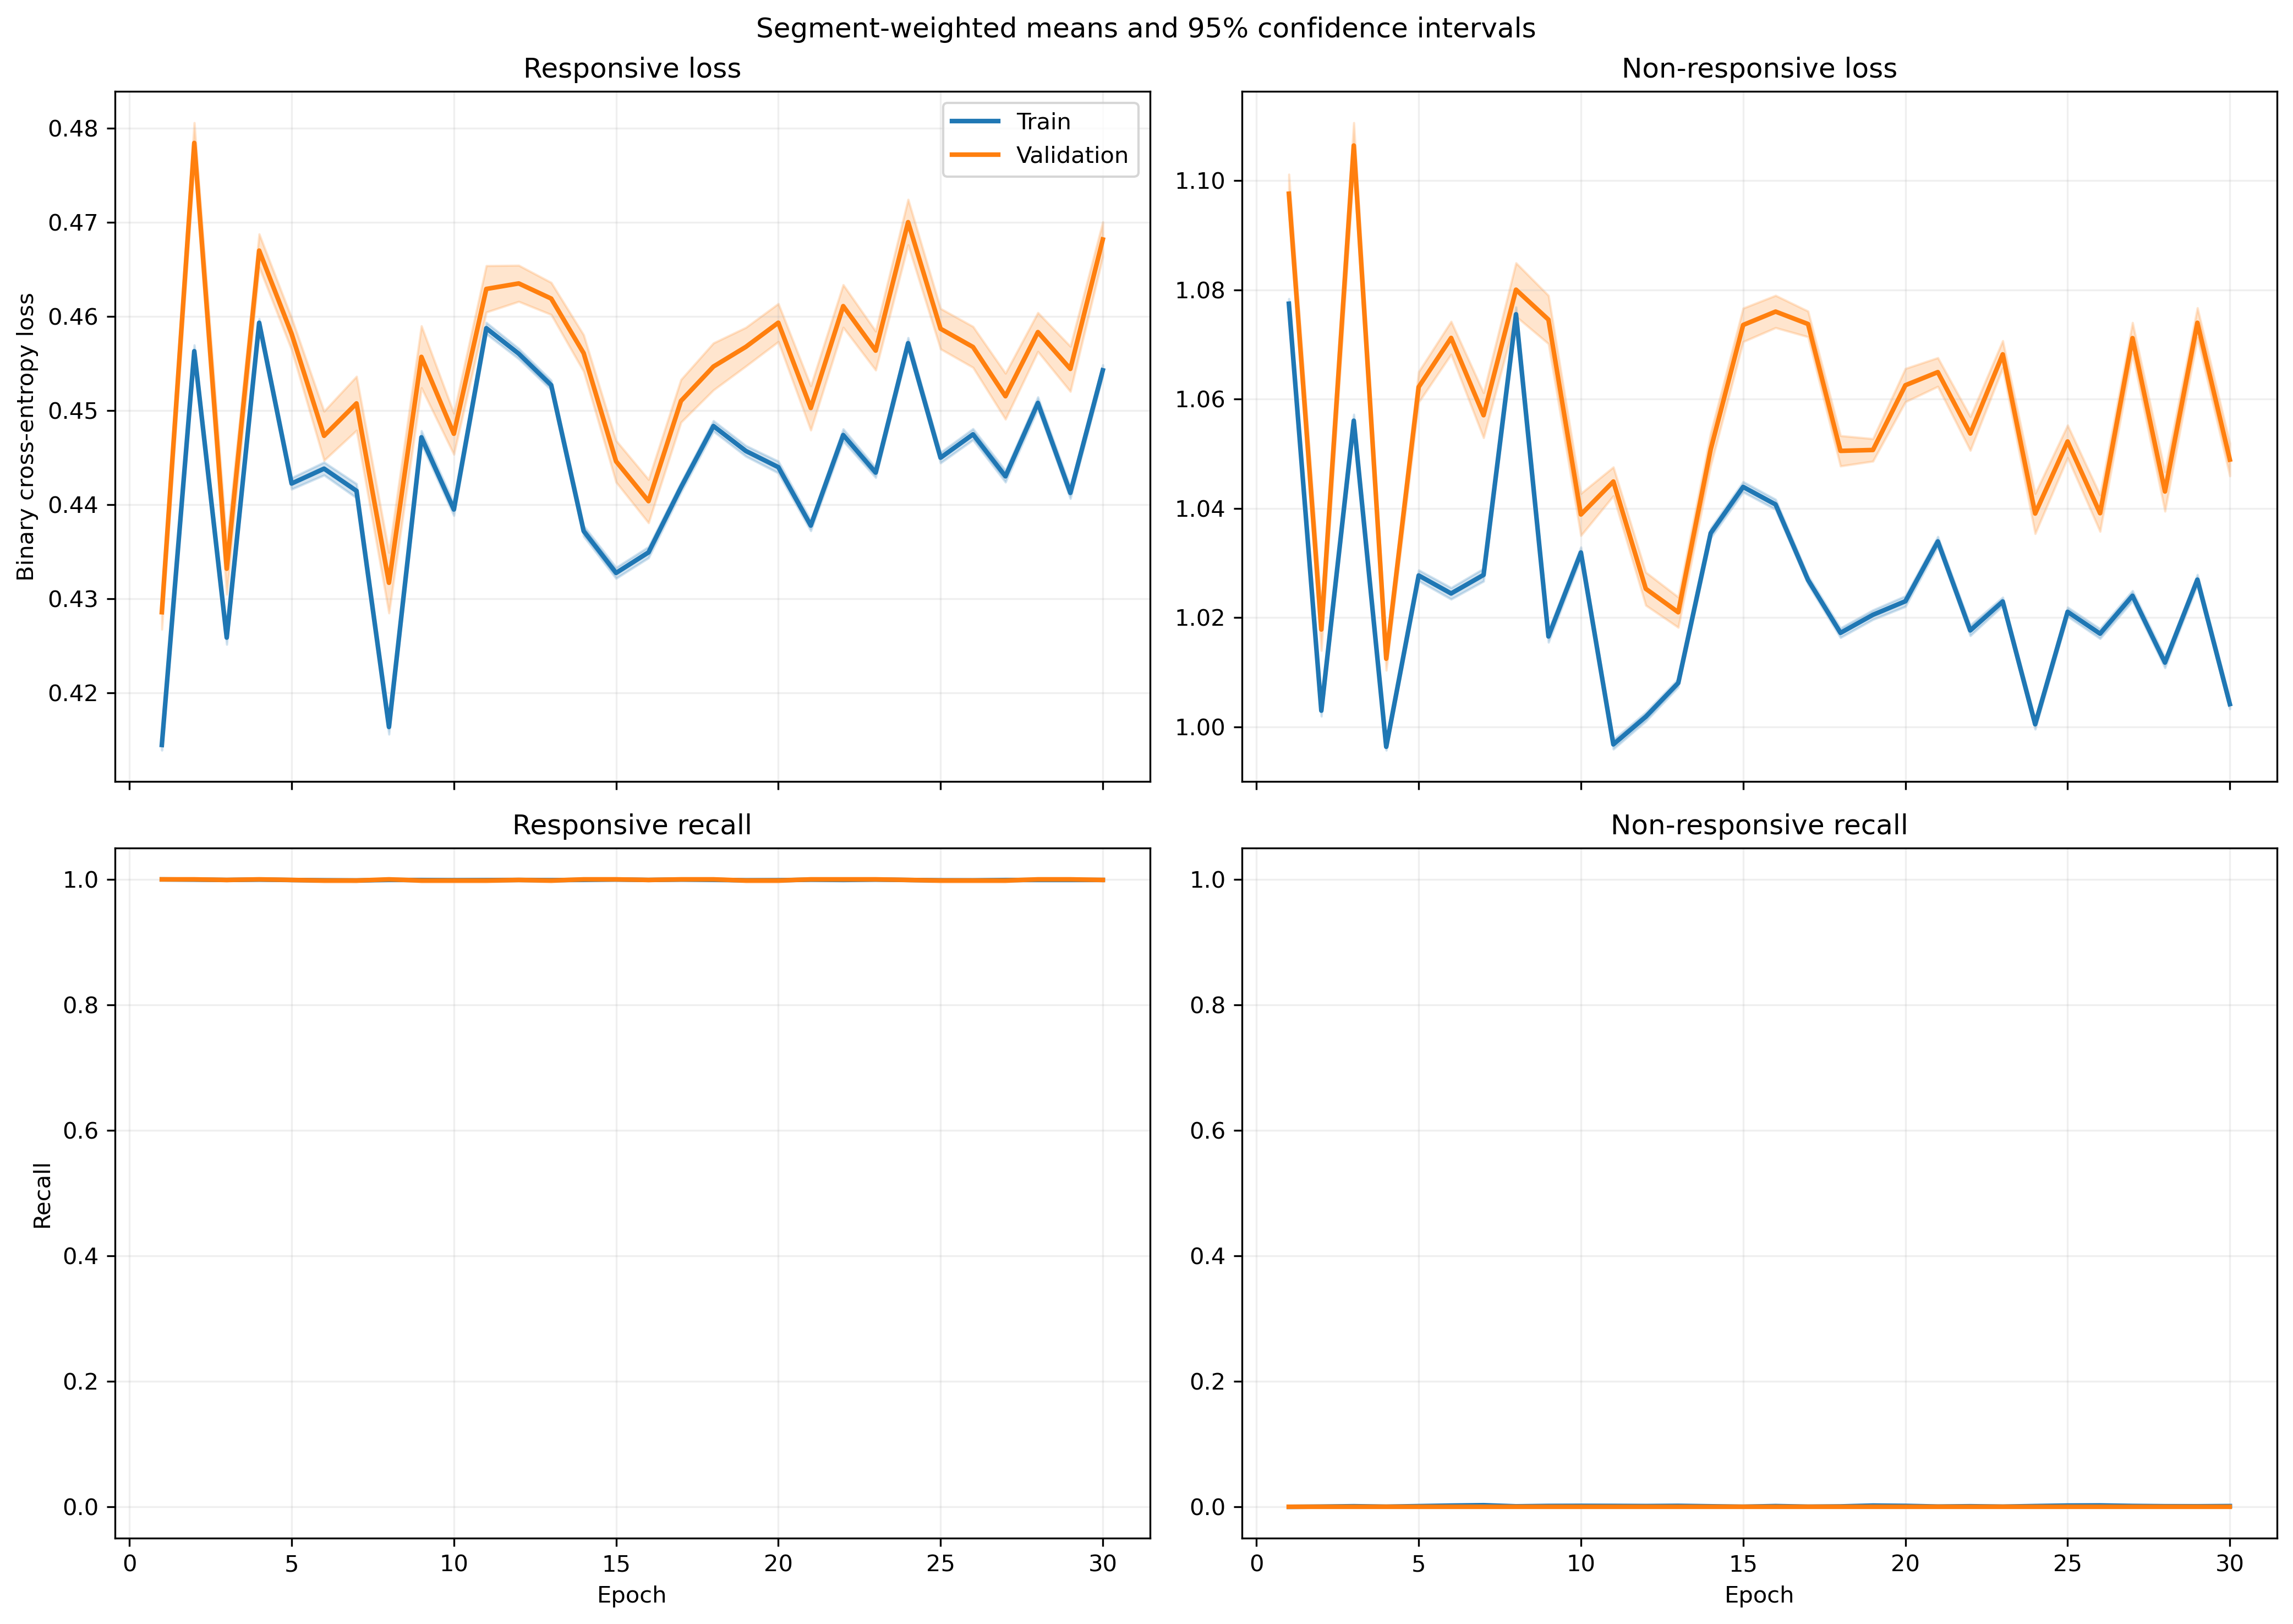 Segment-weighted means and 95% confidence intervals
Responsive loss
Non-responsive loss
Train
Validation
Binary cross-entropy loss
0.48
0.47
0.46
0.45
0.44
0.43
0.42
1.10
1.08
1.06
1.04
1.02
1.00
Responsive recall
Non-responsive recall
Recall
1.0
0.8
0.6
0.4
0.2
0.0
1.0
0.8
0.6
0.4
0.2
0.0
0 5 10 15 20 25 30
0 5 10 15 20 25 30
Epoch
Epoch